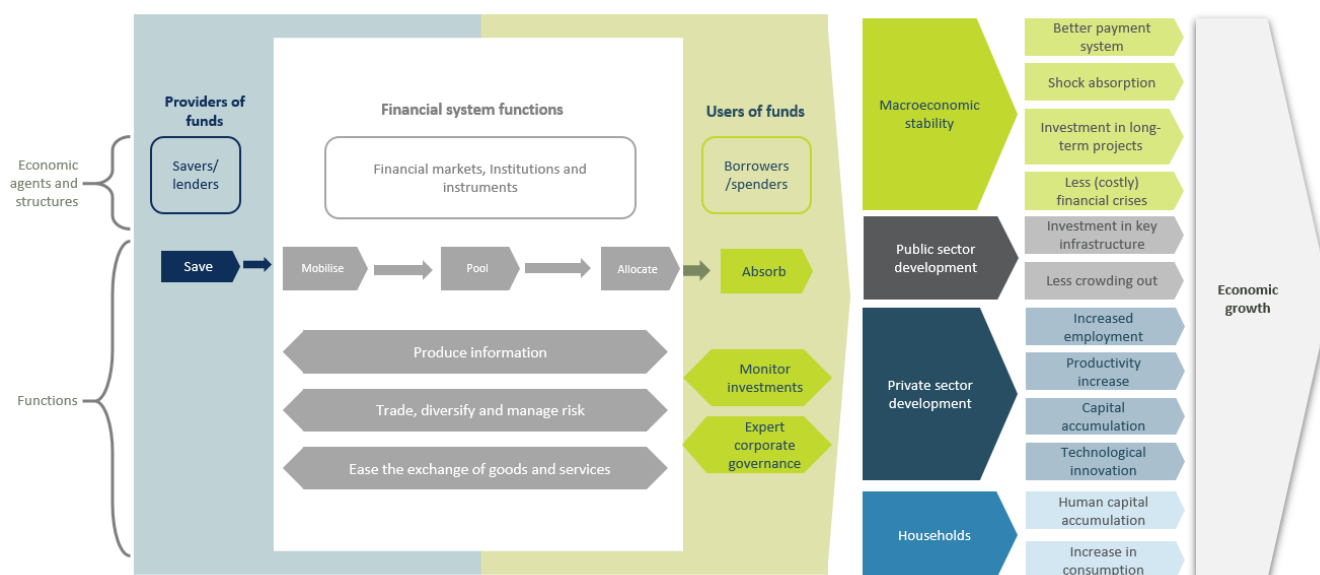 Providers of
funds
Financial system functions
Users of funds
Economic
agents and
structures
Savers/
lenders
Financial markets, Institutions and
instruments
Borrowers
/spenders
Functions
Save
Mobilise
Pool
Allocate
Absorb
Produce information
Trade, diversify and manage risk
Ease the exchange of goods and services
Monitor
investments
Expert
corporate
governance
Macroeconomic
stability
Better payment
system
Shock absorption
Investment in long-
term projects
Less (costly)
financial crises
Public sector
development
Investment in key
infrastructure
Less crowding out
Private sector
development
Increased
employment
Productivity
increase
Capital
accumulation
Technological
innovation
Households
Human capital
accumulation
Increase in
consumption
Economic
growth